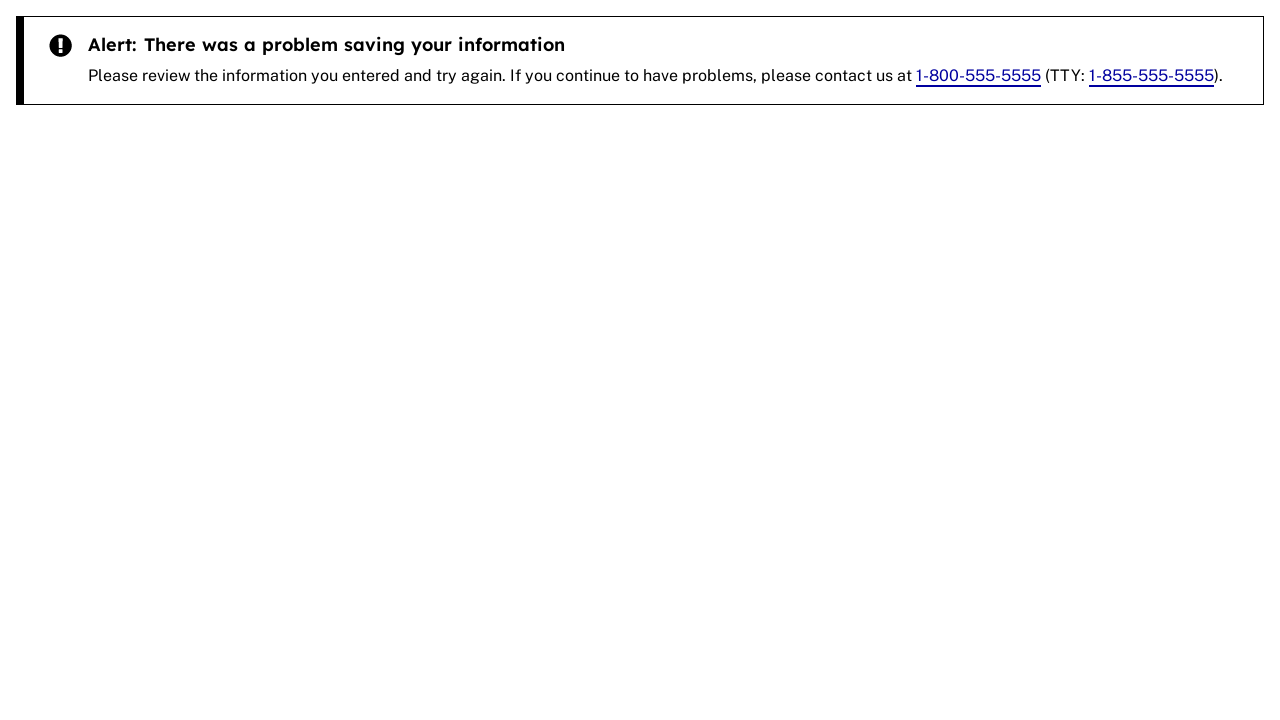 Alert: There was a problem saving your information
Please review the information you entered and try again. If you continue to have problems, please contact us at 1-800-555-5555 (TTY: 1-855-555-5555).